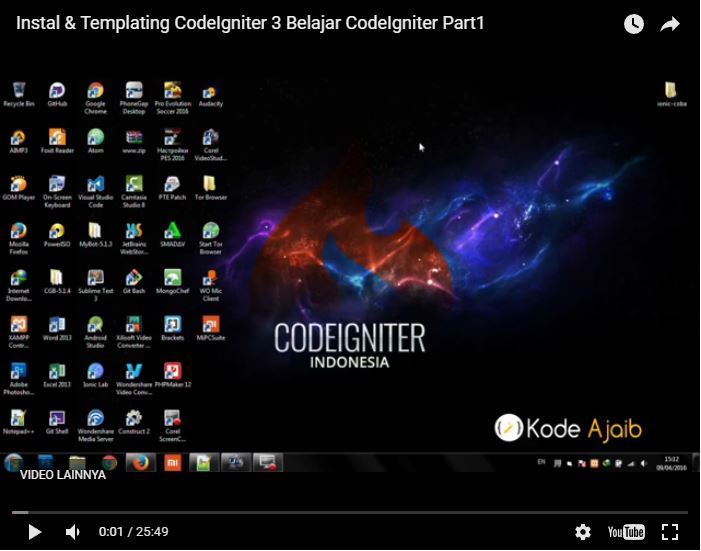 Instal & Templating CodeIgniter 3 Belajar CodeIgniter Part1
Recycle Bin GitHub Google Chrome PhoneGap Desktop Pro Evolution Soccer 2016 Audacity ionic-coba
AIMP3 Foxit Reader Atom www.zip Настройки PES 2016 Corel VideoStud...
GOM Player On-Screen Keyboard Visual Studio Code Camtasia Studio 8 PTE Patch Tor Browser
Mozilla Firefox PowerISO MyBot-5.1.3 JetBrains WebStor... SMADAV Start Tor Browser
Internet Downlo... CGB-5.1.4 Sublime Text 3 Git Bash MongoChef WO Mic Client
XAMPP Contr... Word 2013 Android Studio Xilisoft Video Converter ... Brackets MiPCSuite
Adobe Photosho... Excel 2013 Ionic Lab Wondershare Video Conv... PHPMaker 12
Notepad++ Git Shell Wondershare Media Server Construct 2 Corel ScreenC...
CODEIGNITER
INDONESIA
Kode Ajaib
EN 15:12
09/04/2016
VIDEO LAINNYA
0:01 / 25:49 YouTube